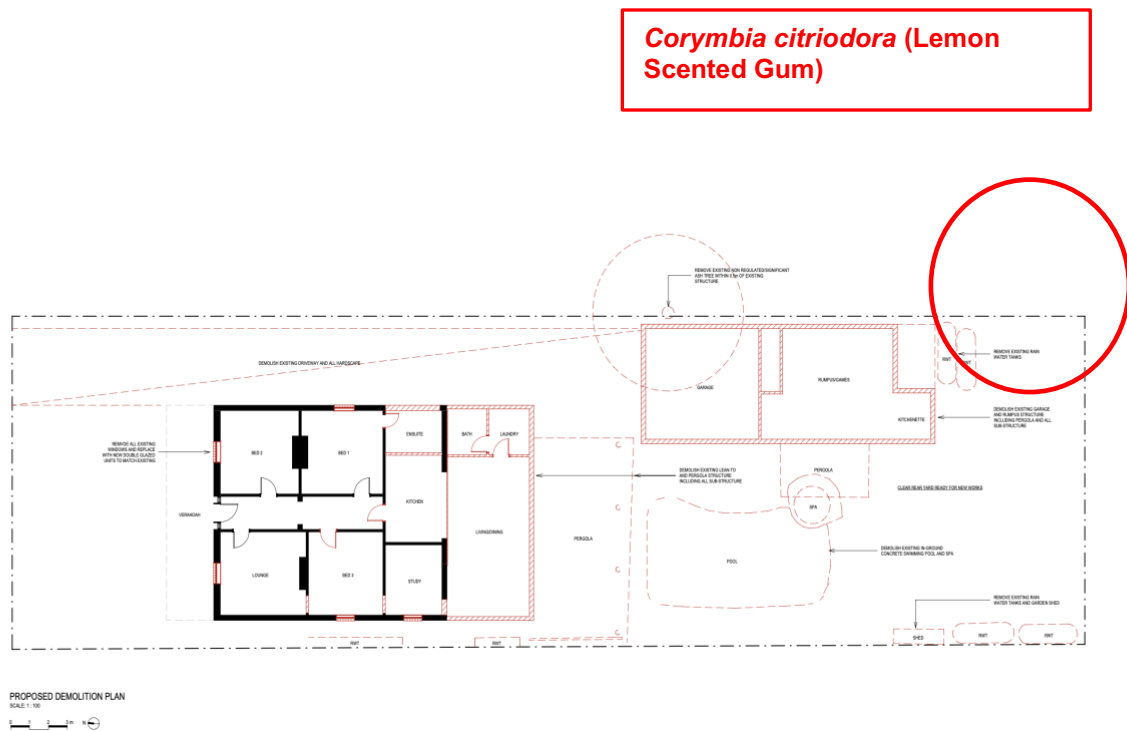 Corymbia citriodora (Lemon
Scented Gum)
REMOVE EXISTING NON REGULATED/SIGNIFICANT
ASH TREE WITHIN 3.0m OF EXISTING
STRUCTURE
DEMOLISH EXISTING DRIVEWAY AND ALL HARDSCAPE
GARAGE
RUMPUS/GAMES
KITCHENETTE
RWT
REMOVE EXISTING RAIN
WATER TANKS
DEMOLISH EXISTING GARAGE
AND RUMPUS STRUCTURE
INCLUDING PERGOLA AND ALL
SUB-STRUCTURE
REMOVE ALL EXISTING
WINDOWS AND REPLACE
WITH NEW DOUBLE GLAZED
UNITS TO MATCH EXISTING
BED 2
BED 1
ENSUITE
BATH
LAUNDRY
DEMOLISH EXISTING LEAN-TO
AND PERGOLA STRUCTURE
INCLUDING ALL SUB-STRUCTURE
PERGOLA
CLEAR REAR YARD READY FOR NEW WORKS
KITCHEN
SPA
VERANDAH
LIVING/DINING
PERGOLA
POOL
DEMOLISH EXISTING IN-GROUND
CONCRETE SWIMMING POOL AND SPA
LOUNGE
BED 3
STUDY
REMOVE EXISTING RAIN
WATER TANKS AND GARDEN SHED
RWT
RWT
SHED
RWT
RWT
PROPOSED DEMOLITION PLAN
SCALE 1 : 100
0 1 2 3 m N